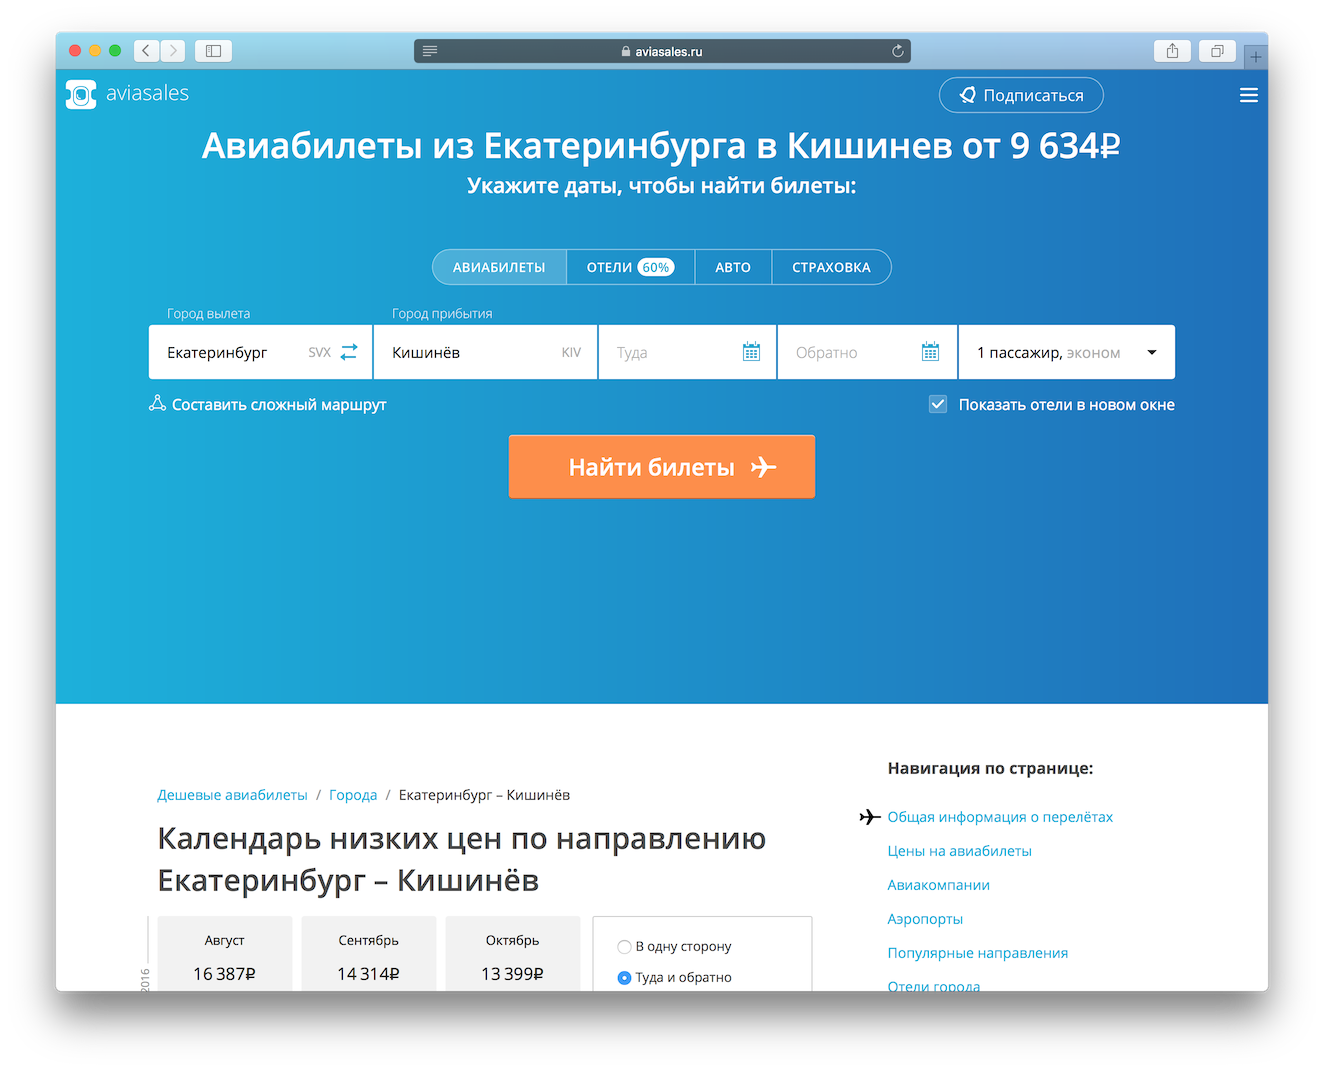 aviasales.ru
aviasales
Подписаться
Авиабилеты из Екатеринбурга в Кишинев от 9 634₽
Укажите даты, чтобы найти билеты:
АВИАБИЛЕТЫ ОТЕЛИ 60% АВТО СТРАХОВКА
Город вылета Город прибытия
Екатеринбург SVX Кишинёв KIV Туда Обратно 1 пассажир, эконом
Составить сложный маршрут Показать отели в новом окне
Найти билеты
Дешевые авиабилеты / Города / Екатеринбург – Кишинёв
Календарь низких цен по направлению
Екатеринбург – Кишинёв
2016
Август Сентябрь Октябрь
16 387₽ 14 314₽ 13 399₽
В одну сторону
Туда и обратно
Навигация по странице:
Общая информация о перелётах
Цены на авиабилеты
Авиакомпании
Аэропорты
Популярные направления
Отели города